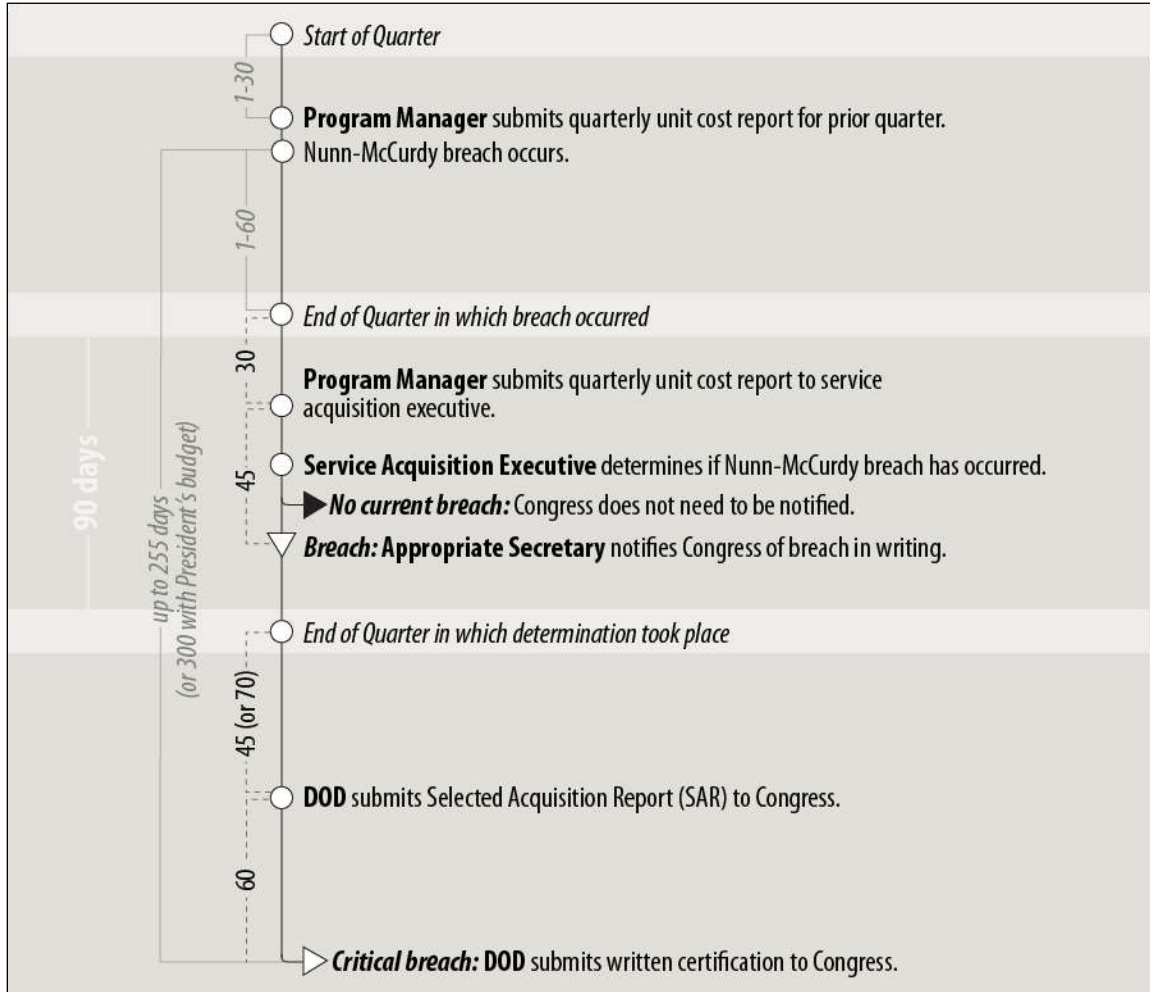 Start of Quarter
1-30
Program Manager submits quarterly unit cost report for prior quarter.
Nunn-McCurdy breach occurs.
1-60
End of Quarter in which breach occurred
30
Program Manager submits quarterly unit cost report to service
acquisition executive.
45
Service Acquisition Executive determines if Nunn-McCurdy breach has occurred.
No current breach: Congress does not need to be notified.
Breach: Appropriate Secretary notifies Congress of breach in writing.
90 days
up to 255 days
(or 300 with President's budget)
End of Quarter in which determination took place
45 (or 70)
DOD submits Selected Acquisition Report (SAR) to Congress.
60
Critical breach: DOD submits written certification to Congress.